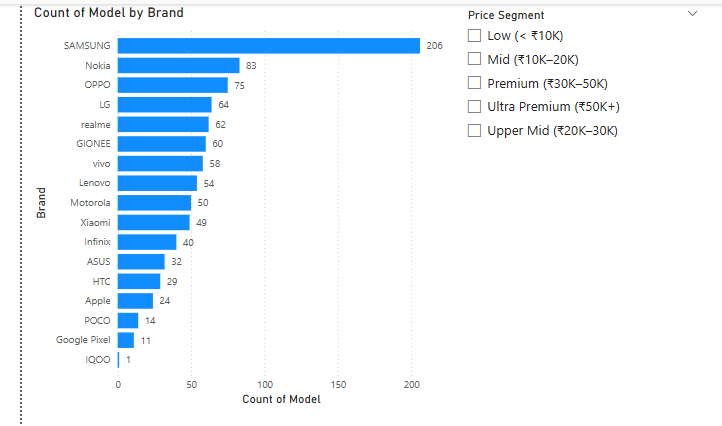 Count of Model by Brand
SAMSUNG 206
Nokia 83
OPPO 75
LG 64
realme 62
GIONEE 60
vivo 58
Lenovo 54
Motorola 50
Xiaomi 49
Infinix 40
ASUS 32
HTC 29
Apple 24
POCO 14
Google Pixel 11
IQOO 1
Brand
0 50 100 150 200
Count of Model
Price Segment
Low (< ₹10K)
Mid (₹10K–20K)
Premium (₹30K–50K)
Ultra Premium (₹50K+)
Upper Mid (₹20K–30K)